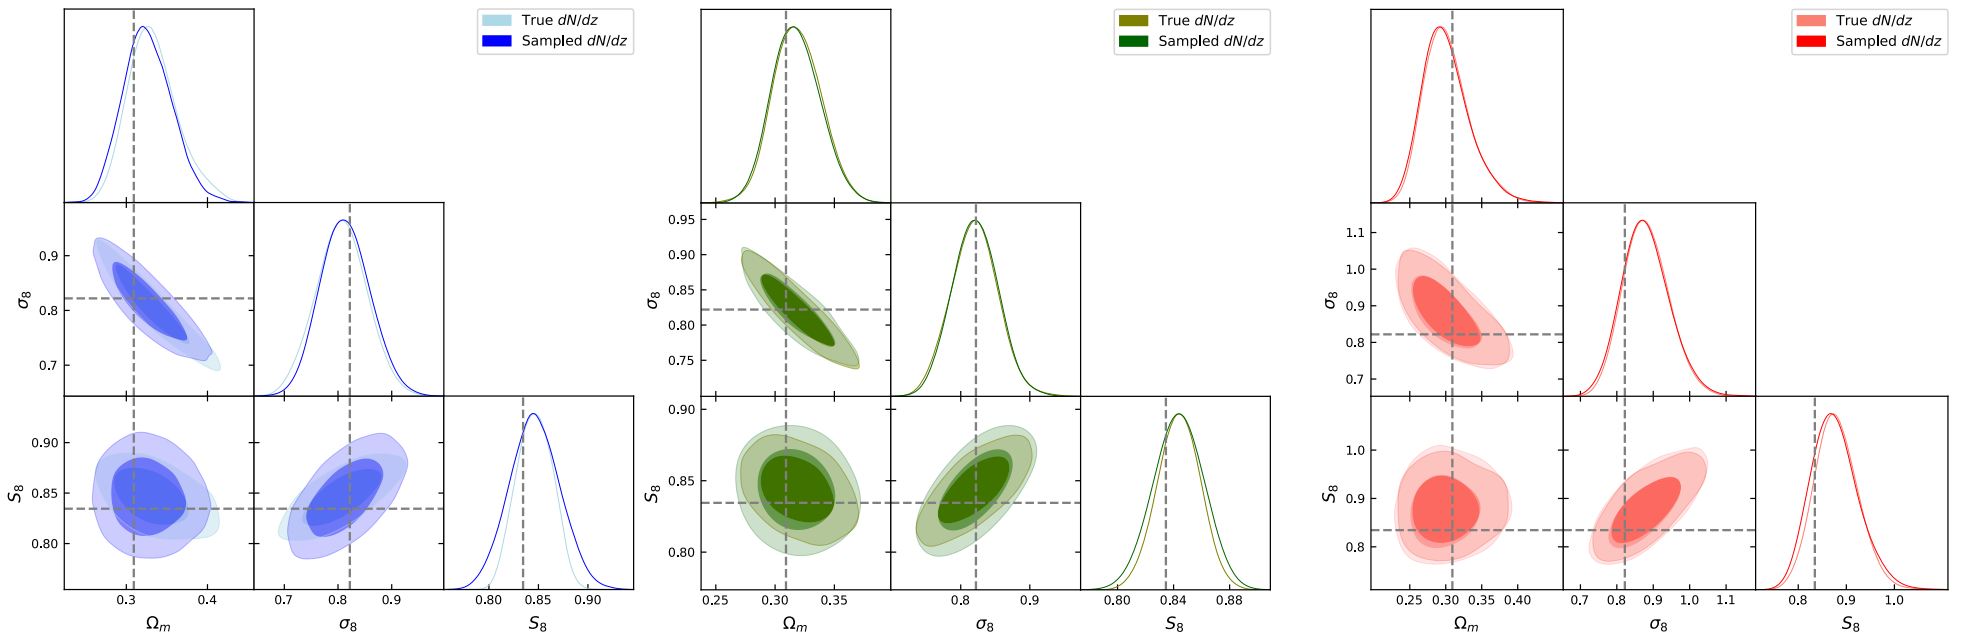 True dN/dz
Sampled dN/dz
0.9
0.8
0.7
σ8
0.90
0.85
0.80
S8
0.3 0.4
0.7 0.8 0.9
0.80 0.85 0.90
Ωm σ8 S8
True dN/dz
Sampled dN/dz
0.95
0.90
0.85
0.80
0.75
σ8
0.90
0.85
0.80
S8
0.25 0.30 0.35
0.8 0.9
0.80 0.84 0.88
Ωm σ8 S8
True dN/dz
Sampled dN/dz
1.1
1.0
0.9
0.8
0.7
σ8
1.0
0.9
0.8
S8
0.25 0.30 0.40
0.7 0.8 0.9 1.0 1.1
0.8 0.9 1.0
Ωm σ8 S8